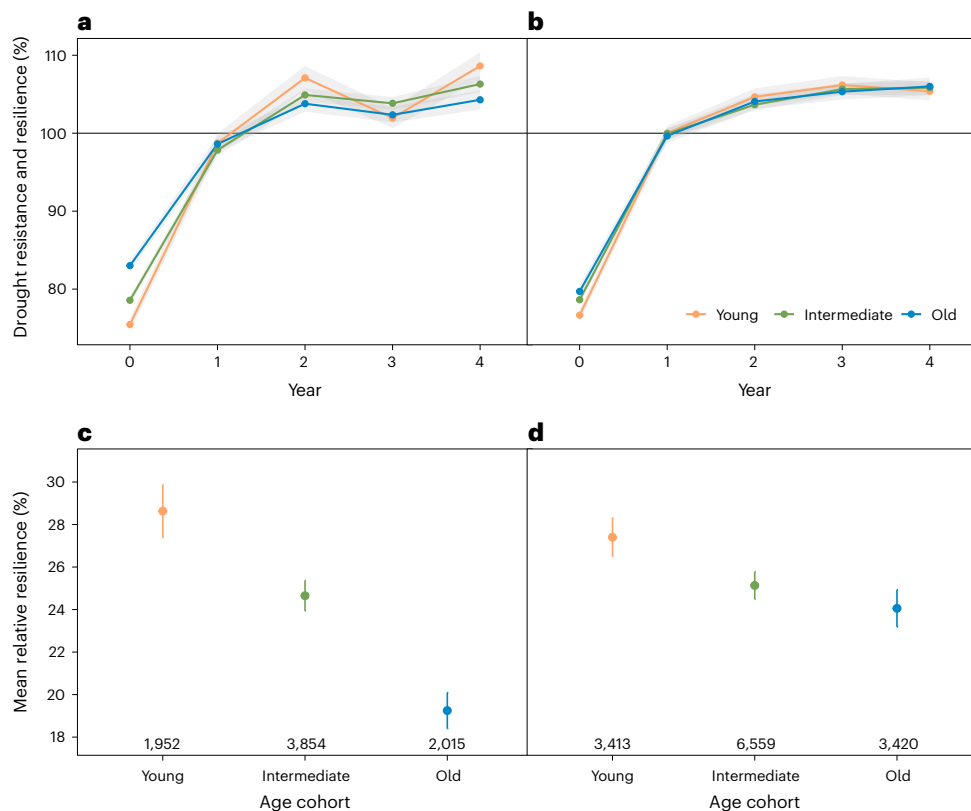 a
b
Drought resistance and resilience (%)
110
100
90
80
Young Intermediate Old
0 1 2 3 4
0 1 2 3 4
Year
Year
c
d
Mean relative resilience (%)
30
28
26
24
22
20
18
1,952 3,854 2,015
3,413 6,559 3,420
Young Intermediate Old
Young Intermediate Old
Age cohort
Age cohort